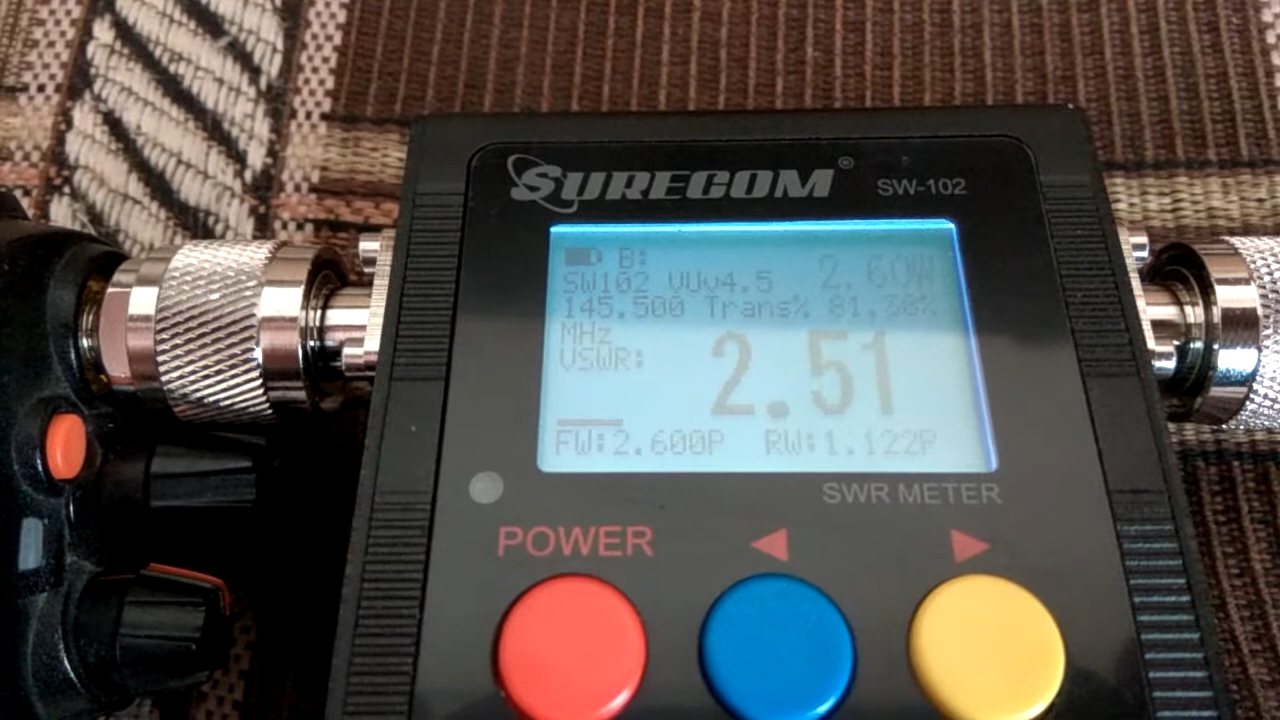 SURECOM® SW-102
B:
2.60W
SW102 VUv4.5
145.500 Trans% 81.38%
MHz
VSWR:
2.51
FW:2.600P RW:1.122P
SWR METER
POWER ◀ ▶